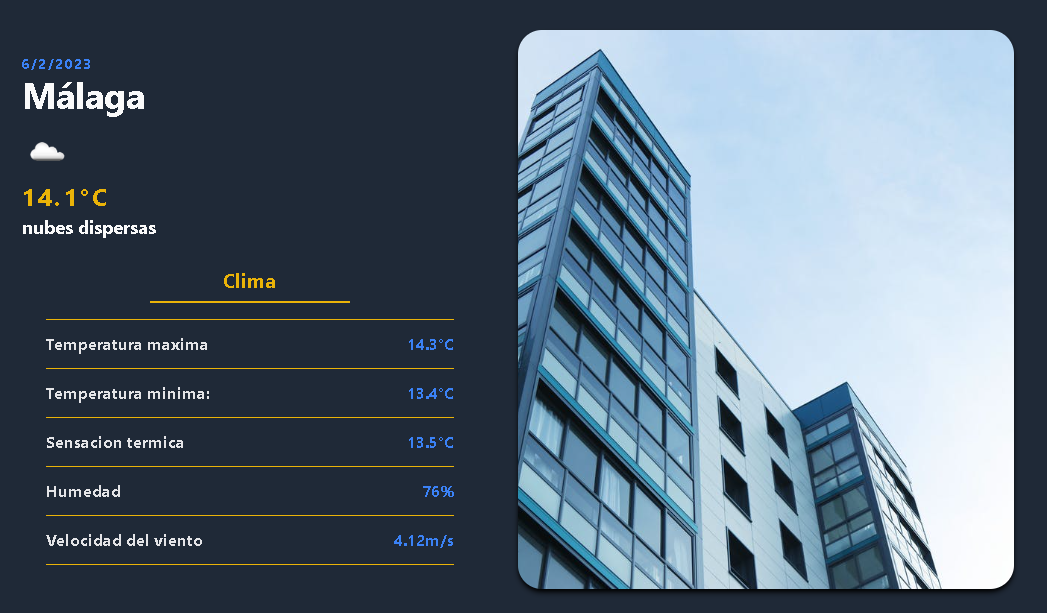 6/2/2023
Málaga
14.1°C
nubes dispersas
Clima
Temperatura maxima 14.3°C
Temperatura minima: 13.4°C
Sensacion termica 13.5°C
Humedad 76%
Velocidad del viento 4.12m/s